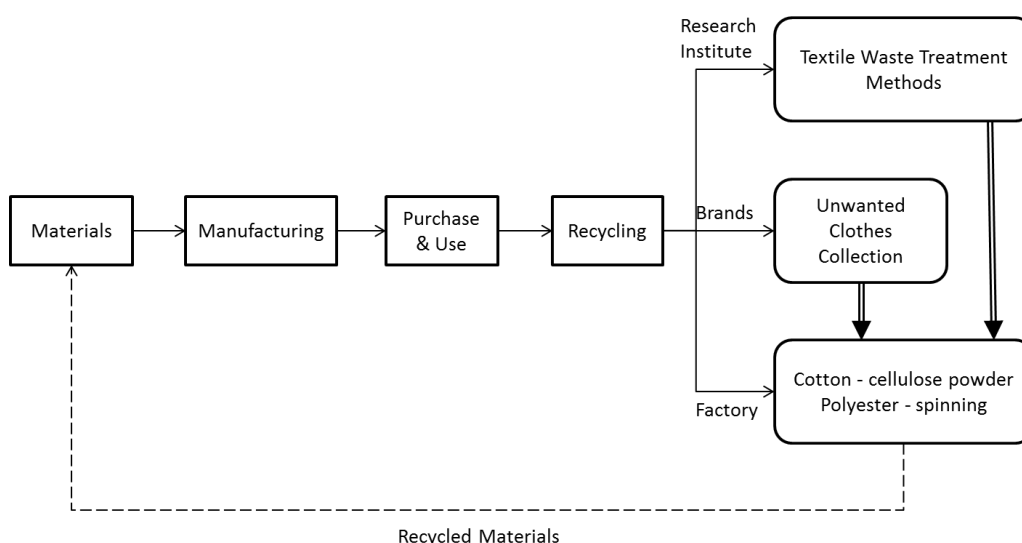 Research
Institute
Textile Waste Treatment
Methods
Materials
Manufacturing
Purchase
& Use
Recycling
Brands
Unwanted
Clothes
Collection
Factory
Cotton - cellulose powder
Polyester - spinning
Recycled Materials